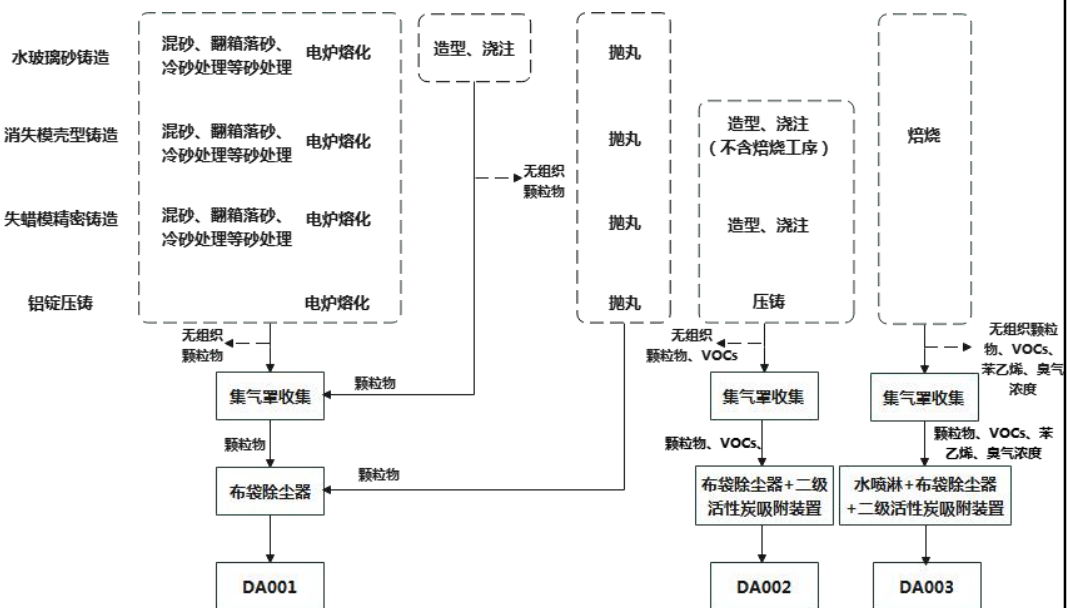 水玻璃砂铸造
混砂、翻箱落砂、
冷砂处理等砂处理
电炉熔化
造型、浇注
抛丸
消失模壳型铸造
混砂、翻箱落砂、
冷砂处理等砂处理
电炉熔化
抛丸
造型、浇注
（不含焙烧工序）
焙烧
无组织
颗粒物
失蜡模精密铸造
混砂、翻箱落砂、
冷砂处理等砂处理
电炉熔化
抛丸
造型、浇注
铝锭压铸
电炉熔化
抛丸
压铸
无组织
颗粒物
无组织
颗粒物、VOCs
无组织颗粒
物、VOCs、
苯乙烯、臭气
浓度
集气罩收集
颗粒物
集气罩收集
集气罩收集
颗粒物
颗粒物、VOCs、
颗粒物、VOCs、苯
乙烯、臭气浓度
布袋除尘器
颗粒物
布袋除尘器+二级
活性炭吸附装置
水喷淋+布袋除尘器
+二级活性炭吸附装置
DA001
DA002
DA003